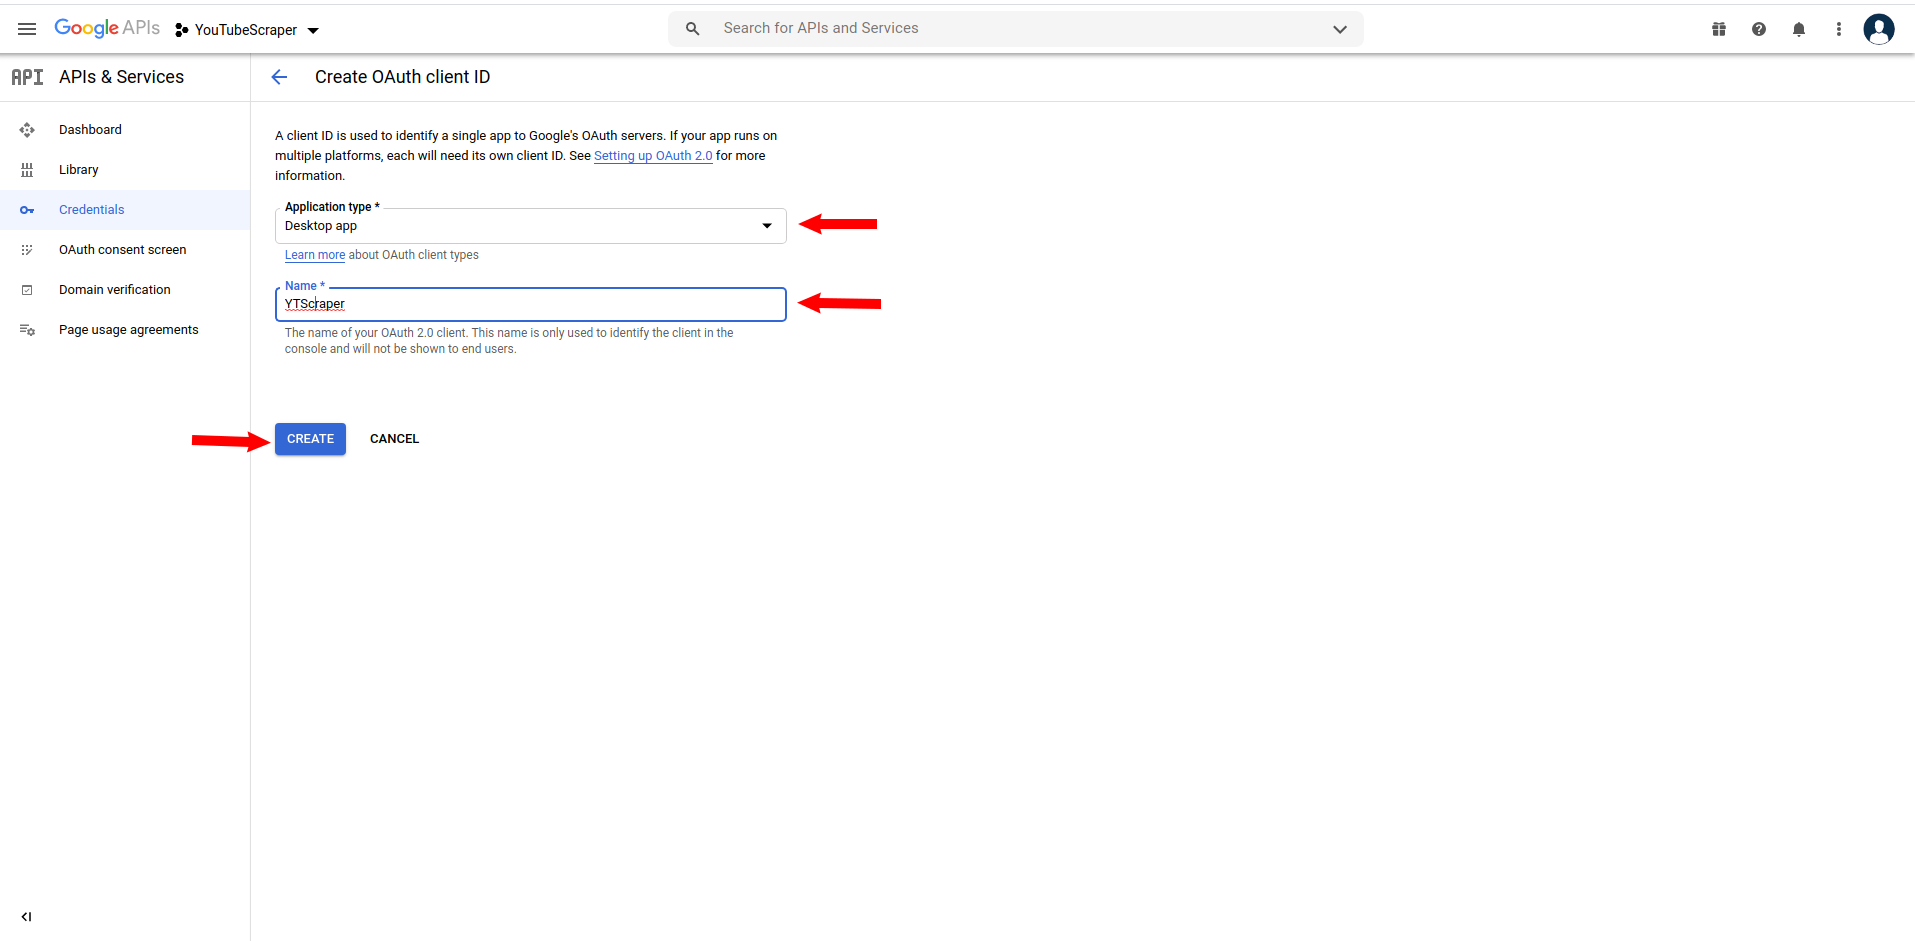 Google APIs
YouTubeScraper
Search for APIs and Services
API
APIs & Services
Create OAuth client ID
Dashboard
Library
Credentials
OAuth consent screen
Domain verification
Page usage agreements
A client ID is used to identify a single app to Google's OAuth servers. If your app runs on
multiple platforms, each will need its own client ID. See Setting up OAuth 2.0 for more
information.
Application type *
Desktop app
Learn more about OAuth client types
Name *
YTScraper
The name of your OAuth 2.0 client. This name is only used to identify the client in the
console and will not be shown to end users.
CREATE
CANCEL